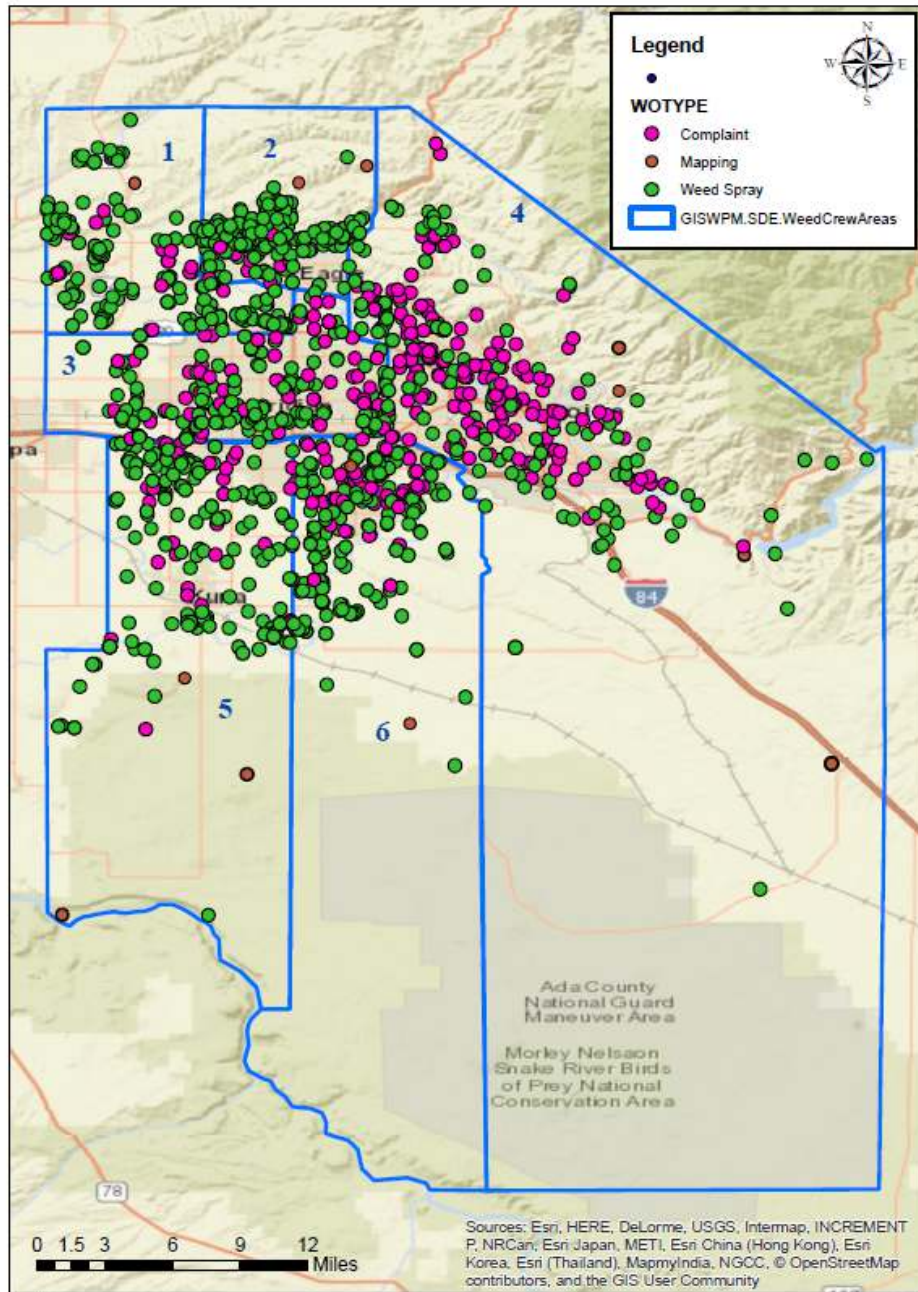 Legend
N
W
E
S
WOTYPE
Complaint
Mapping
Weed Spray
GISWPM.SDE.WeedCrewAreas
1
2
4
3
5
6
84
Ada County
National Guard
Maneuver Area
Morley Nelsaon
Snake River Birds
of Prey National
Conservation Area
78
0 1.5 3 6 9 12
Miles
Sources: Esri, HERE, DeLorme, USGS, Intermap, INCREMENT
P, NRCan, Esri Japan, METI, Esri China (Hong Kong), Esri
Korea, Esri (Thailand), MapmyIndia, NGCC, © OpenStreetMap
contributors, and the GIS User Community